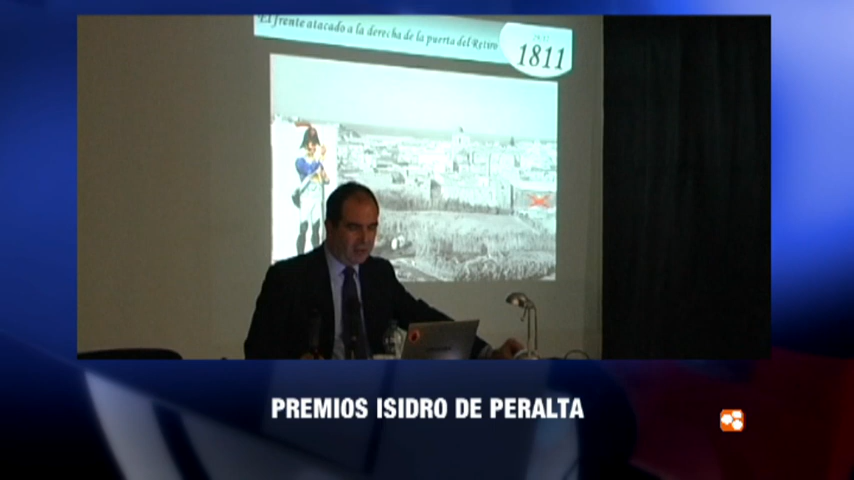 El frente atacado a la derecha de la puerta del Retiro
1811
PREMIOS ISIDRO DE PERALTA